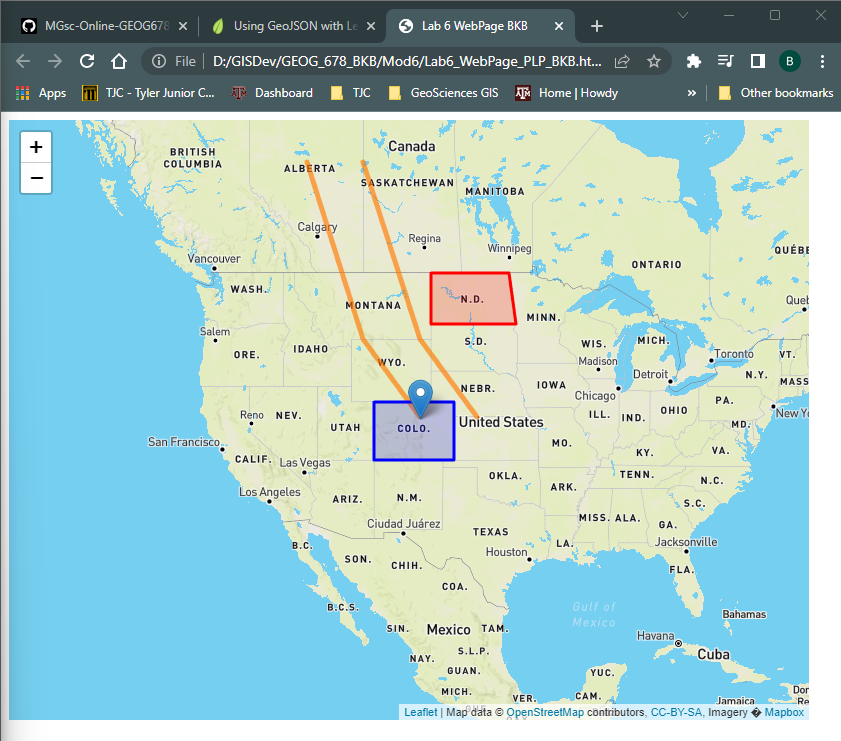 MGsc-Online-GEOG678
Using GeoJSON with Le
Lab 6 WebPage BKB
File
D:/GISDev/GEOG_678_BKB/Mod6/Lab6_WebPage_PLP_BKB.ht...
B
Apps
TJC - Tyler Junior C...
Dashboard
TJC
GeoSciences GIS
Home | Howdy
»
Other bookmarks
+
−
Canada
BRITISH
COLUMBIA
ALBERTA
SASKATCHEWAN
MANITOBA
Calgary
Regina
Winnipeg
Vancouver
ONTARIO
QUÉBE
WASH.
MONTANA
N.D.
MINN.
Queb
Salem
ORE.
IDAHO
S.D.
WIS.
MICH.
Toronto
VT.
WYO.
Madison
Detroit
N.Y.
MASS
NEBR.
IOWA
Chicago
PA.
Reno
NEV.
UTAH
COLO.
United States
ILL.
IND.
OHIO
New Yo
MD.
San Francisco
MO.
KY.
VA.
CALIF.
Las Vegas
OKLA.
TENN.
Los Angeles
ARIZ.
N.M.
ARK.
N.C.
S.C.
Ciudad Juárez
TEXAS
MISS.
ALA.
GA.
B.C.
Houston
LA.
Jacksonville
SON.
CHIH.
FLA.
COA.
B.C.S.
Gulf of
Mexico
Bahamas
SIN.
Mexico
TAM.
Havana
NAY.
S.L.P.
Cuba
GUAN.
YUC.
MICH.
VER.
CAM.
Jamaica
Leaflet | Map data © OpenStreetMap contributors, CC-BY-SA, Imagery � Mapbox